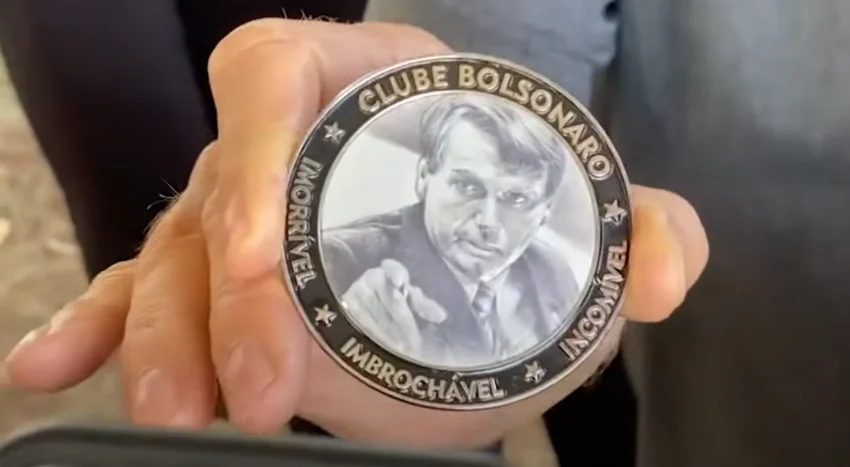 CLUBE BOLSONARO
IMORRÍVEL
IMBROCHÁVEL
INCOMÍVEL